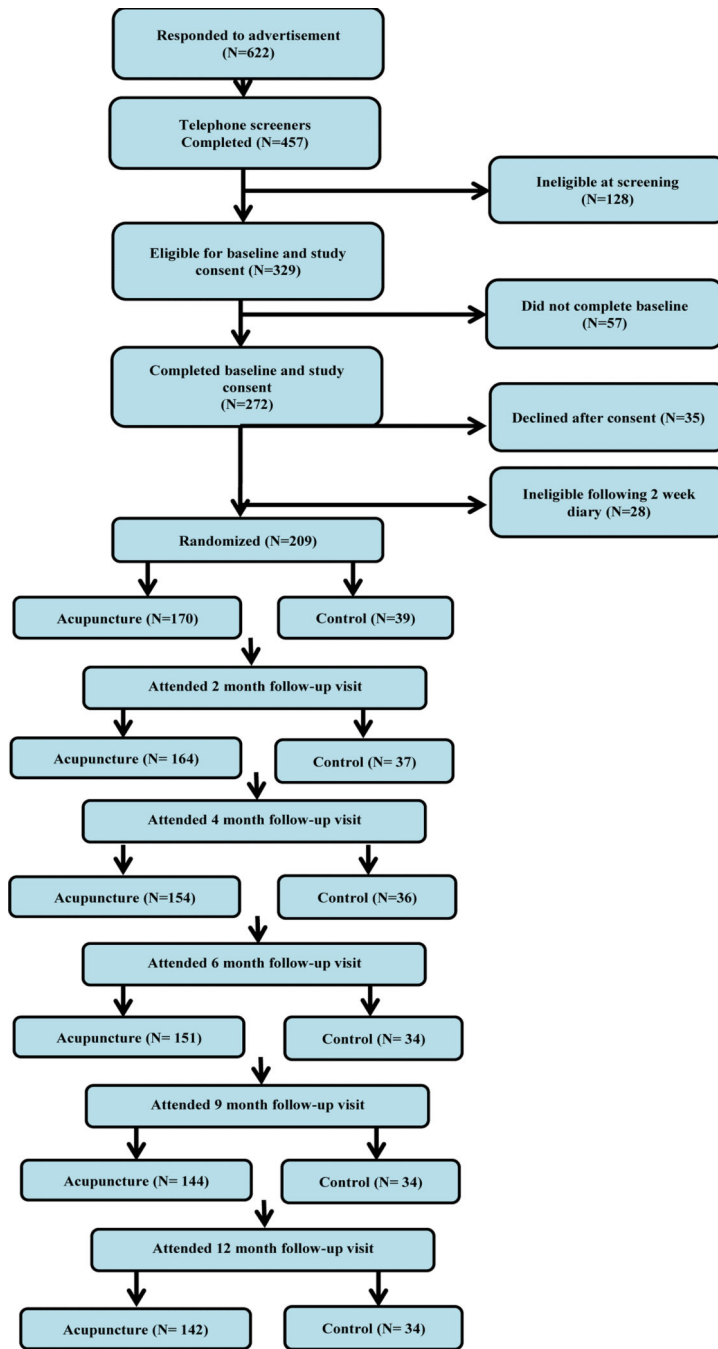 Responded to advertisement
(N=622)
Telephone screeners
Completed (N=457)
Ineligible at screening
(N=128)
Eligible for baseline and study
consent (N=329)
Did not complete baseline
(N=57)
Completed baseline and study
consent
(N=272)
Declined after consent (N=35)
Ineligible following 2 week
diary (N=28)
Randomized (N=209)
Acupuncture (N=170)
Control (N=39)
Attended 2 month follow-up visit
Acupuncture (N= 164)
Control (N= 37)
Attended 4 month follow-up visit
Acupuncture (N=154)
Control (N=36)
Attended 6 month follow-up visit
Acupuncture (N= 151)
Control (N= 34)
Attended 9 month follow-up visit
Acupuncture (N= 144)
Control (N= 34)
Attended 12 month follow-up visit
Acupuncture (N= 142)
Control (N= 34)